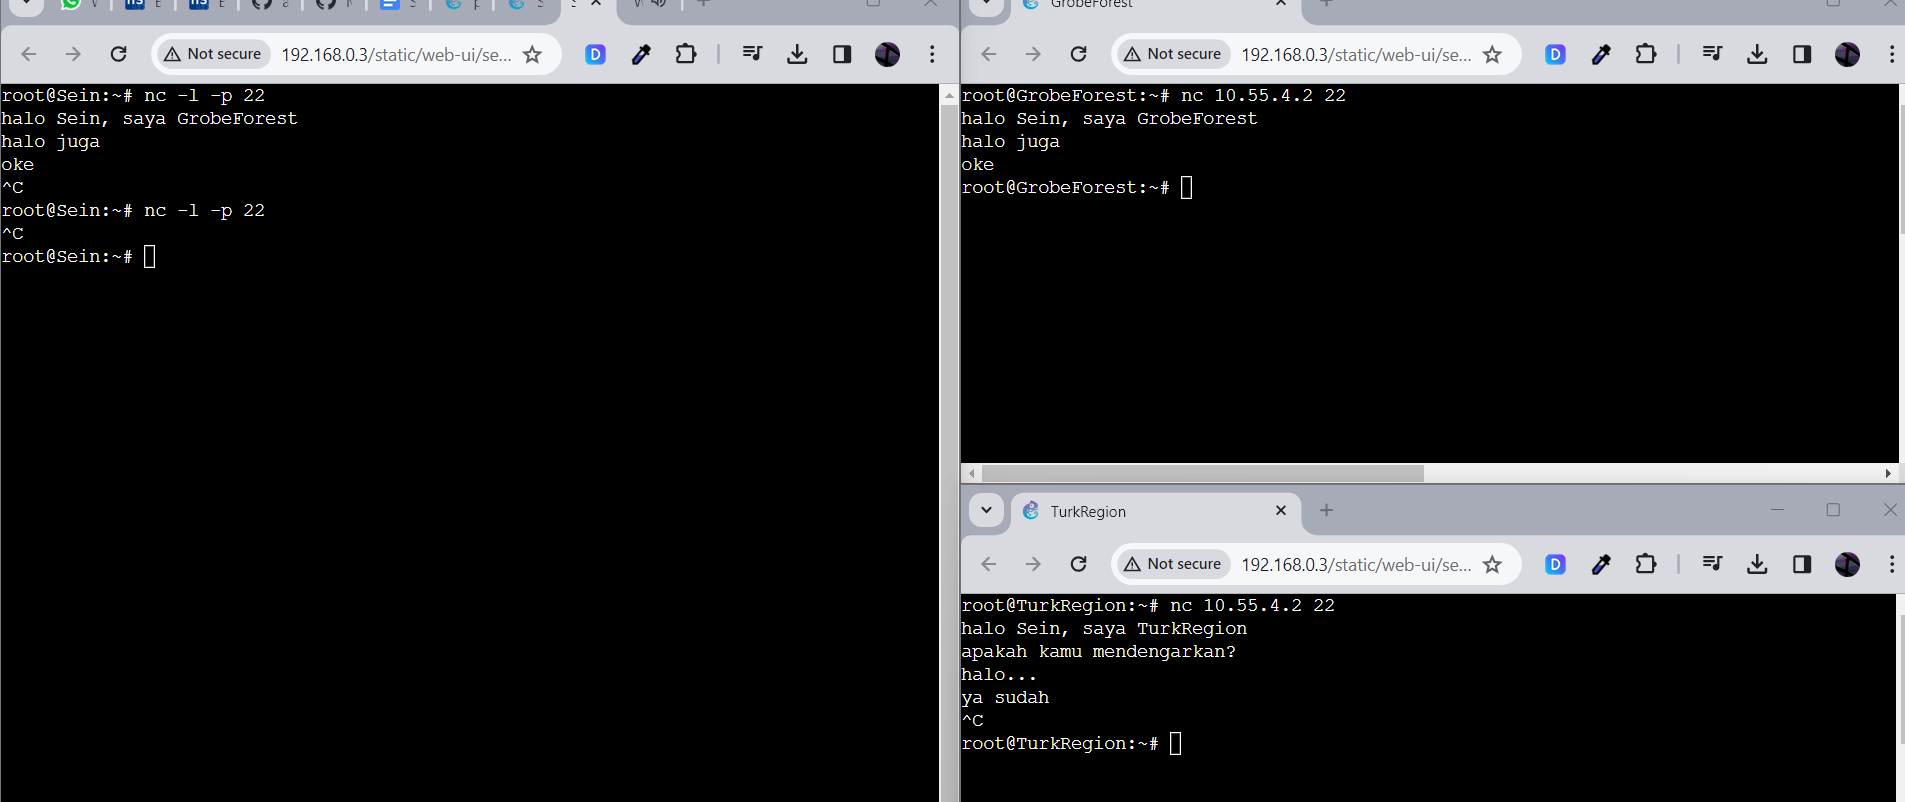 Not secure
192.168.0.3/static/web-ui/se...
root@Sein:~# nc -l -p 22
halo Sein, saya GrobeForest
halo juga
oke
^C
root@Sein:~# nc -l -p 22
^C
root@Sein:~#
GrobeForest
Not secure
192.168.0.3/static/web-ui/se...
root@GrobeForest:~# nc 10.55.4.2 22
halo Sein, saya GrobeForest
halo juga
oke
root@GrobeForest:~#
TurkRegion
Not secure
192.168.0.3/static/web-ui/se...
root@TurkRegion:~# nc 10.55.4.2 22
halo Sein, saya TurkRegion
apakah kamu mendengarkan?
halo...
ya sudah
^C
root@TurkRegion:~#